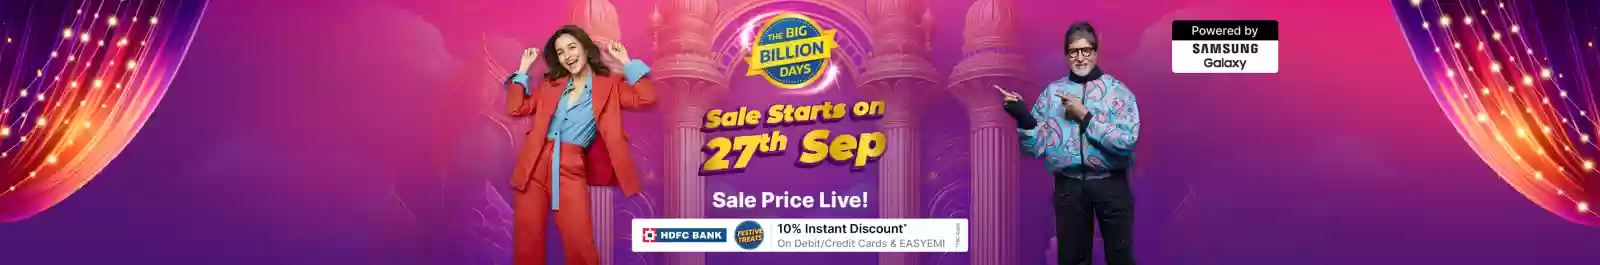 THE BIG
BILLION
DAYS
Sale Starts on
27th Sep
Sale Price Live!
HDFC BANK
FESTIVE
TREATS
10% Instant Discount*
On Debit/Credit Cards & EASYEMI
Powered by
SAMSUNG
Galaxy